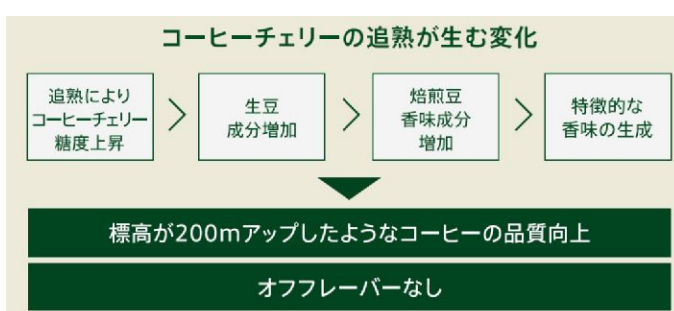 コーヒーチェリーの追熟が生む変化
追熟により
コーヒーチェリー
糖度上昇
生豆
成分増加
焙煎豆
香味成分
増加
特徴的な
香味の生成
標高が200mアップしたようなコーヒーの品質向上
オフフレーバーなし